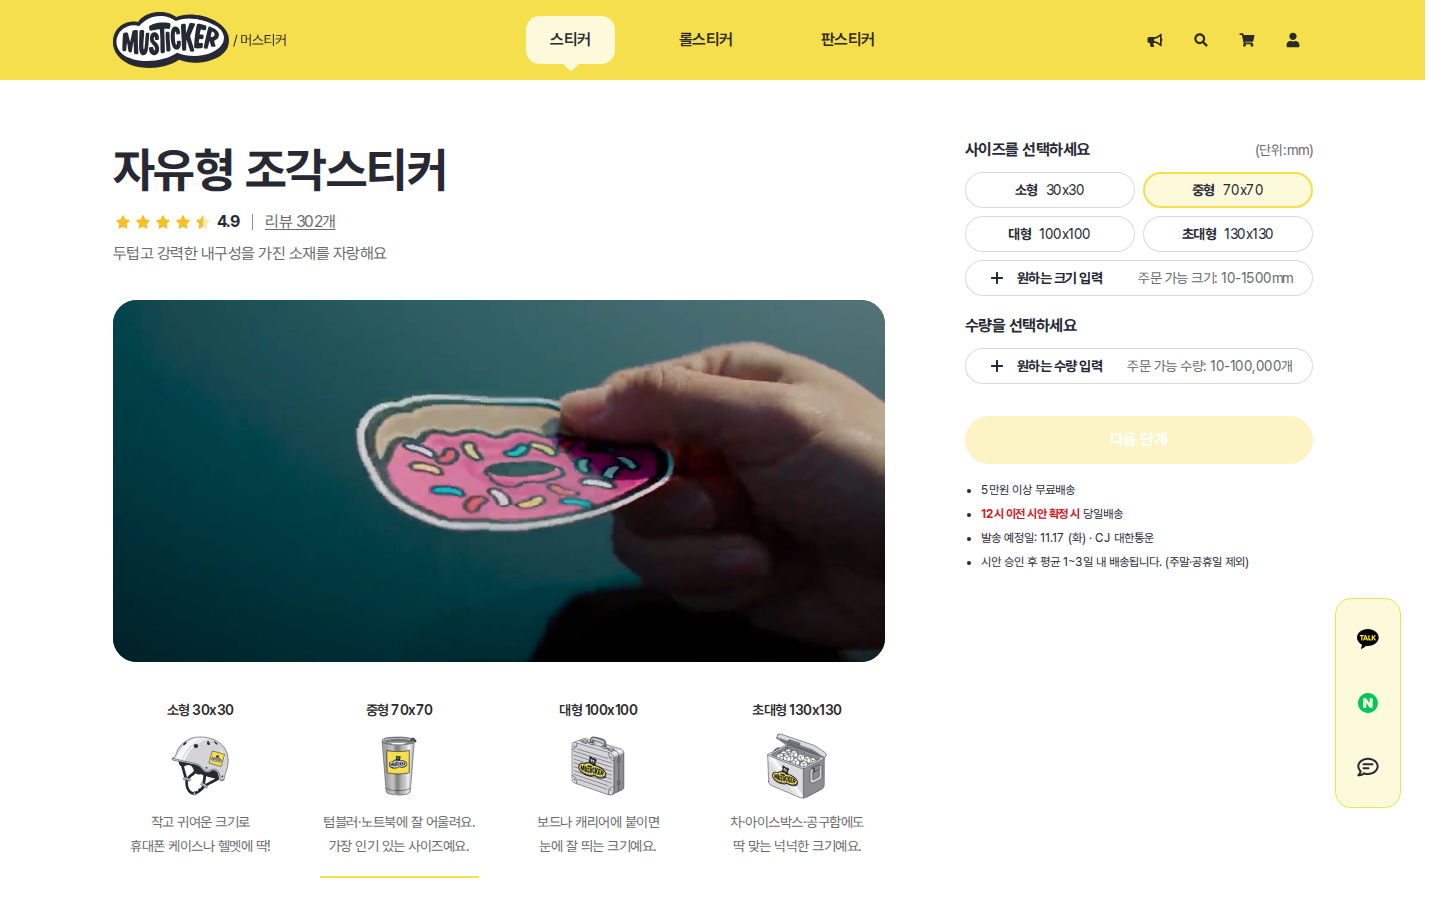 MUSTICKER / 머스티커
스티커
롤스티커
판스티커
자유형 조각스티커
4.9 | 리뷰 302개
두텁고 강력한 내구성을 가진 소재를 자랑해요
사이즈를 선택하세요 (단위:mm)
소형 30x30
중형 70x70
대형 100x100
초대형 130x130
원하는 크기 입력 주문 가능 크기: 10-1500mm
수량을 선택하세요
원하는 수량 입력 주문 가능 수량: 10-100,000개
다음 단계
5만원 이상 무료배송
12시 이전 시안 확정 시 당일배송
발송 예정일: 11.17 (화) · CJ 대한통운
시안 승인 후 평균 1~3일 내 배송됩니다. (주말·공휴일 제외)
TALK
N
소형 30x30
작고 귀여운 크기로
휴대폰 케이스나 헬멧에 딱!
중형 70x70
MUSTICKER
텀블러·노트북에 잘 어울려요.
가장 인기 있는 사이즈예요.
대형 100x100
MUSTICKER
보드나 캐리어에 붙이면
눈에 잘 띄는 크기예요.
초대형 130x130
MUSTICKER
차·아이스박스·공구함에도
딱 맞는 넉넉한 크기예요.